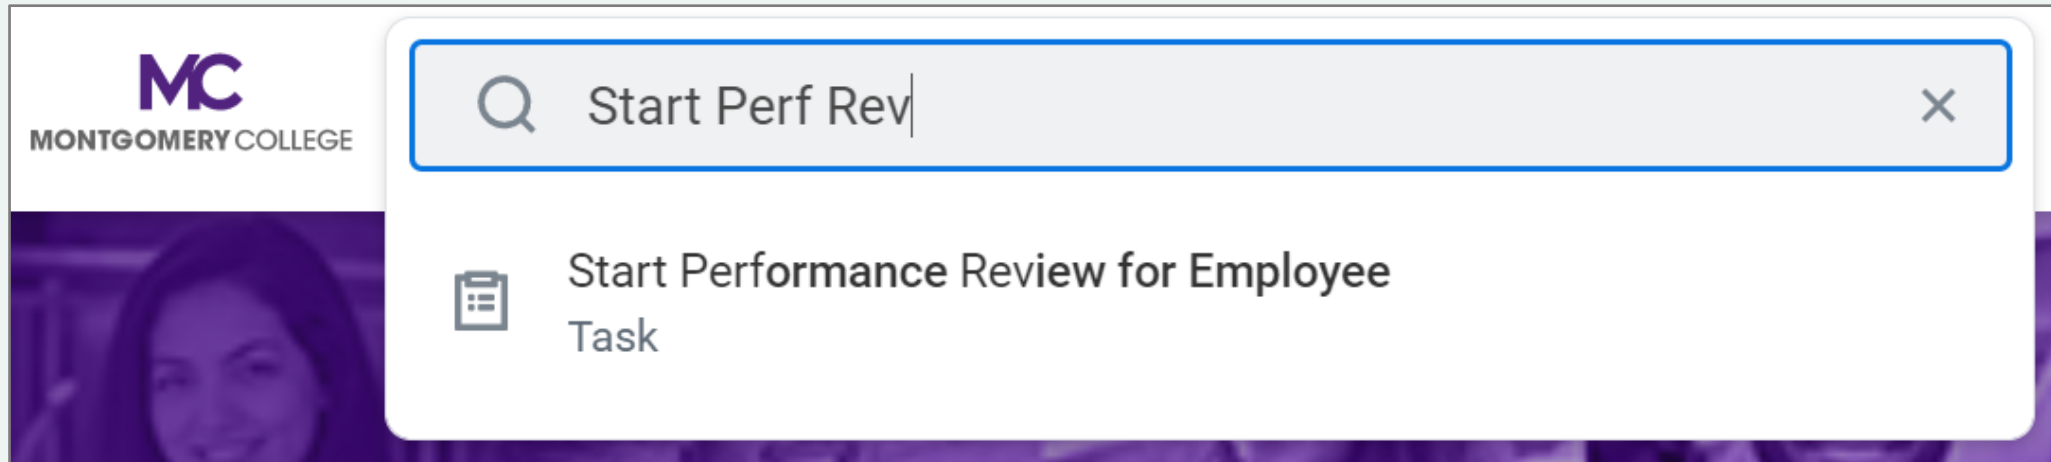 MC
MONTGOMERY COLLEGE
Start Perf Rev
Start Performance Review for Employee
Task